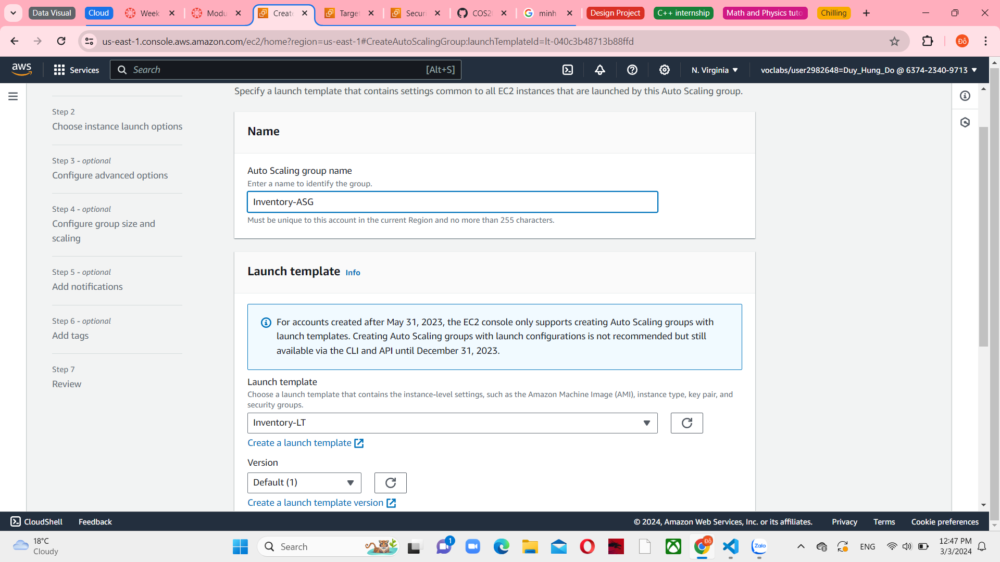 Data Visual
Cloud
Week
Modu
Create
Target
Securi
COS20
minh
Design Project
C++ internship
Math and Physics tuto
Chilling
us-east-1.console.aws.amazon.com/ec2/home?region=us-east-1#CreateAutoScalingGroup:launchTemplateId=lt-040c3b48713b88ffd
Đỗ
aws
Services
Search
[Alt+S]
N. Virginia
voclabs/user2982648=Duy_Hung_Do @ 6374-2340-9713
Specify a launch template that contains settings common to all EC2 instances that are launched by this Auto Scaling group.
Step 2
Choose instance launch options
Step 3 - optional
Configure advanced options
Step 4 - optional
Configure group size and
scaling
Step 5 - optional
Add notifications
Step 6 - optional
Add tags
Step 7
Review
Name
Auto Scaling group name
Enter a name to identify the group.
Inventory-ASG
Must be unique to this account in the current Region and no more than 255 characters.
Launch template Info
For accounts created after May 31, 2023, the EC2 console only supports creating Auto Scaling groups with
launch templates. Creating Auto Scaling groups with launch configurations is not recommended but still
available via the CLI and API until December 31, 2023.
Launch template
Choose a launch template that contains the instance-level settings, such as the Amazon Machine Image (AMI), instance type, key pair, and
security groups.
Inventory-LT
Create a launch template
Version
Default (1)
Create a launch template version
CloudShell
Feedback
© 2024, Amazon Web Services, Inc. or its affiliates.
Privacy
Terms
Cookie preferences
18°C
Cloudy
Search
1
Đỗ
Zalo
ENG
12:47 PM
3/3/2024